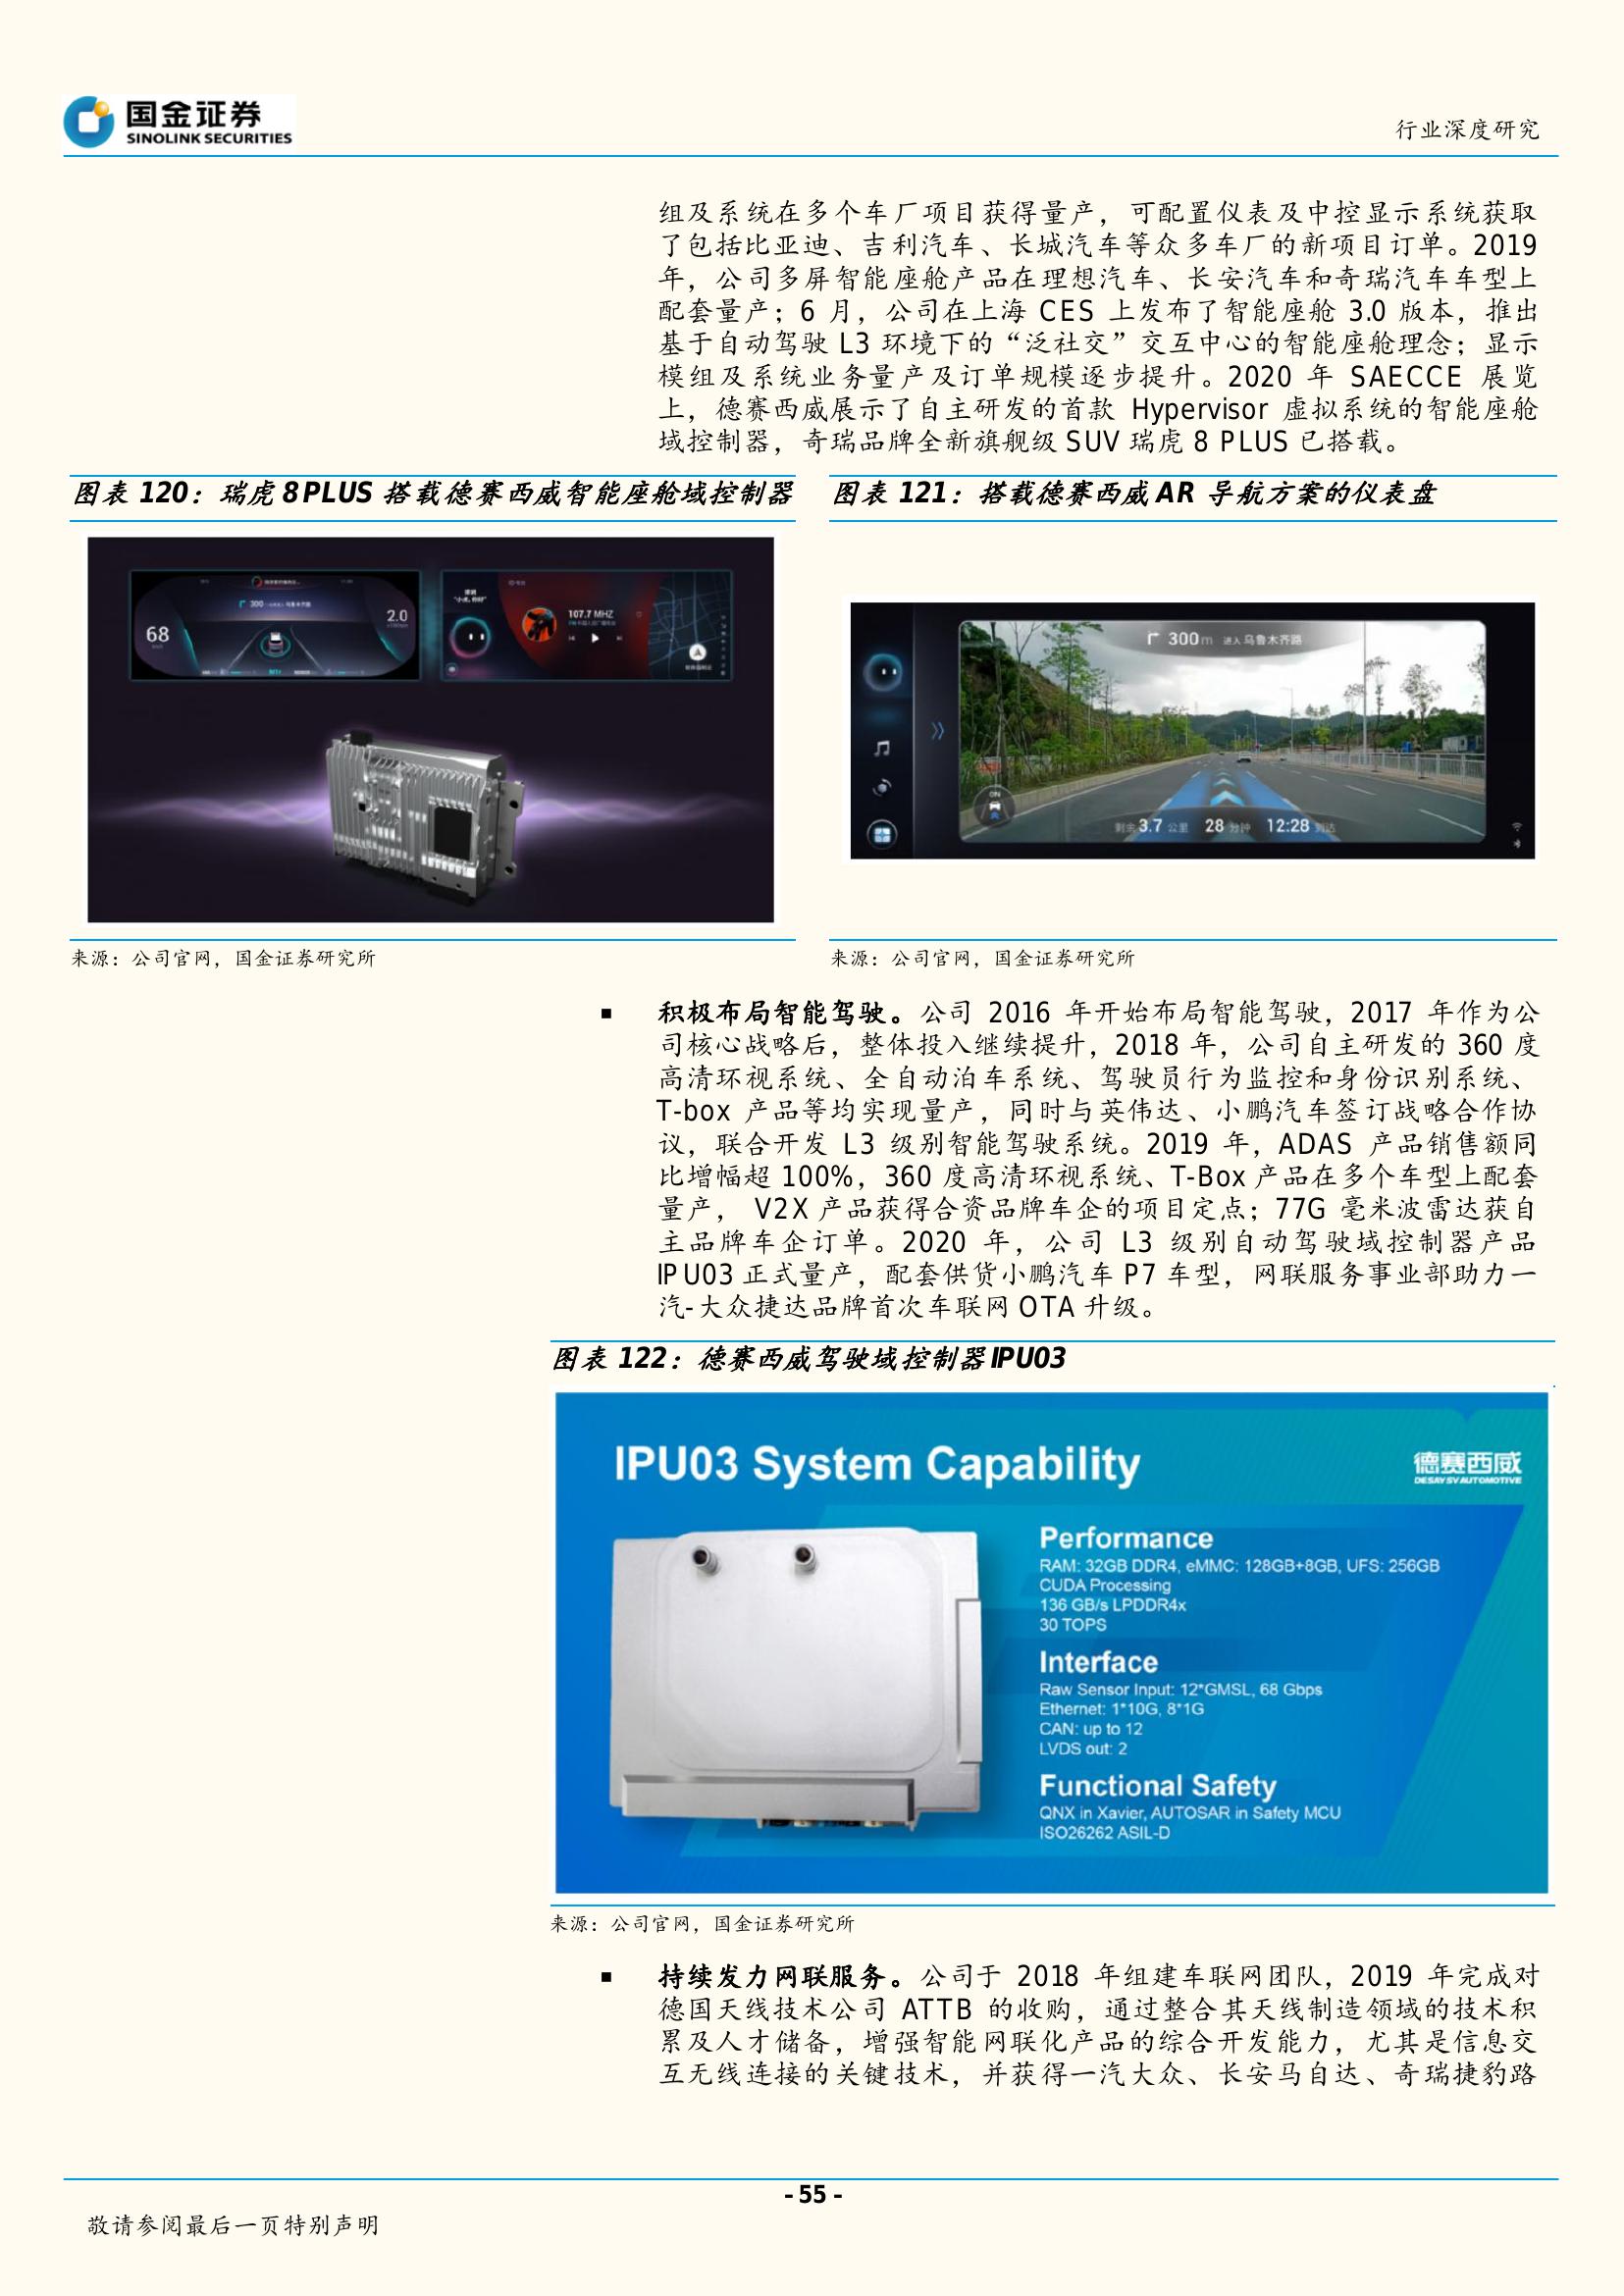 国金证券
SINOLINK SECURITIES
行业深度研究
组及系统在多个车厂项目获得量产，可配置仪表及中控显示系统获取
了包括比亚迪、吉利汽车、长城汽车等众多车厂的新项目订单。2019
年，公司多屏智能座舱产品在理想汽车、长安汽车和奇瑞汽车车型上
配套量产；6 月，公司在上海 CES 上发布了智能座舱 3.0 版本，推出
基于自动驾驶 L3 环境下的“泛社交”交互中心的智能座舱理念；显示
模组及系统业务量产及订单规模逐步提升。2020 年 SAECCE 展览
上，德赛西威展示了自主研发的首款 Hypervisor 虚拟系统的智能座舱
域控制器，奇瑞品牌全新旗舰级 SUV 瑞虎 8 PLUS 已搭载。
图表 120：瑞虎 8 PLUS 搭载德赛西威智能座舱域控制器
68
300
2.0
107.7 MHZ
来源：公司官网，国金证券研究所
图表 121：搭载德赛西威 AR 导航方案的仪表盘
300m 进入乌鲁木齐路
ON
剩余 3.7 公里 28 分钟 12:28 到达
来源：公司官网，国金证券研究所
■ 积极布局智能驾驶。公司 2016 年开始布局智能驾驶，2017 年作为公
司核心战略后，整体投入继续提升，2018 年，公司自主研发的 360 度
高清环视系统、全自动泊车系统、驾驶员行为监控和身份识别系统、
T-box 产品等均实现量产，同时与英伟达、小鹏汽车签订战略合作协
议，联合开发 L3 级别智能驾驶系统。2019 年，ADAS 产品销售额同
比增幅超 100%，360 度高清环视系统、T-Box 产品在多个车型上配套
量产， V2X 产品获得合资品牌车企的项目定点；77G 毫米波雷达获自
主品牌车企订单。2020 年，公司 L3 级别自动驾驶域控制器产品
IPU03 正式量产，配套供货小鹏汽车 P7 车型，网联服务事业部助力一
汽-大众捷达品牌首次车联网 OTA 升级。
图表 122：德赛西威驾驶域控制器 IPU03
IPU03 System Capability
德赛西威
DESAY SV AUTOMOTIVE
Performance
RAM: 32GB DDR4, eMMC: 128GB+8GB, UFS: 256GB
CUDA Processing
136 GB/s LPDDR4x
30 TOPS
Interface
Raw Sensor Input: 12*GMSL, 68 Gbps
Ethernet: 1*10G, 8*1G
CAN: up to 12
LVDS out: 2
Functional Safety
QNX in Xavier, AUTOSAR in Safety MCU
ISO26262 ASIL-D
来源：公司官网，国金证券研究所
■ 持续发力网联服务。公司于 2018 年组建车联网团队，2019 年完成对
德国天线技术公司 ATTB 的收购，通过整合其天线制造领域的技术积
累及人才储备，增强智能网联化产品的综合开发能力，尤其是信息交
互无线连接的关键技术，并获得一汽大众、长安马自达、奇瑞捷豹路
- 55 -
敬请参阅最后一页特别声明